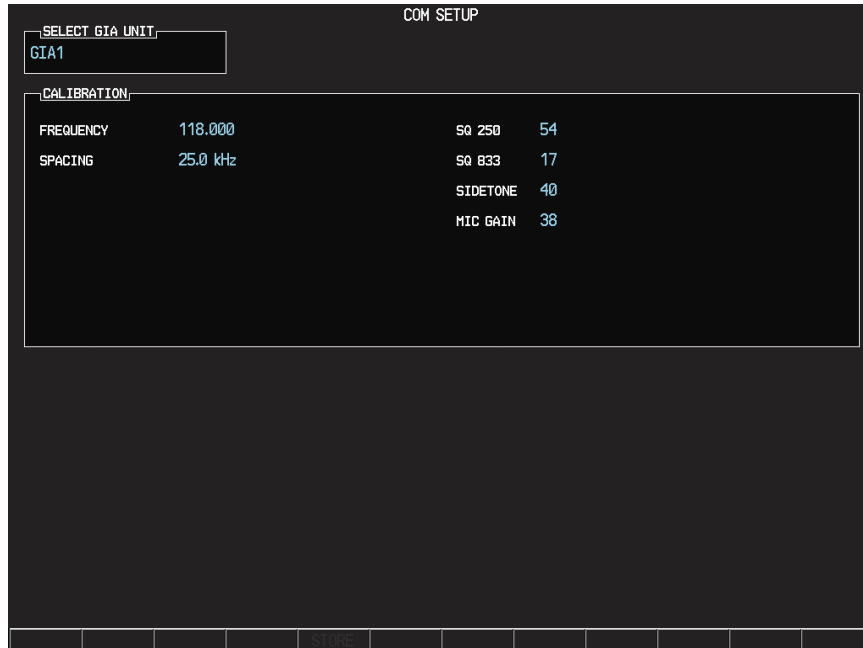 COM SETUP
SELECT GIA UNIT
GIA1
CALIBRATION
FREQUENCY 118.000
SPACING 25.0 kHz
SQ 250 54
SQ 833 17
SIDETONE 40
MIC GAIN 38
STORE